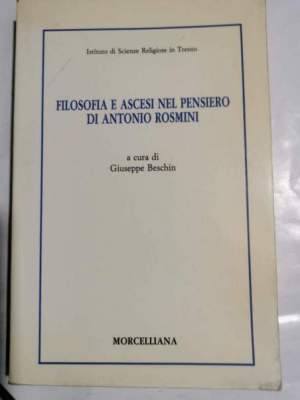 Istituto di Scienze Religiose in Trento
FILOSOFIA E ASCESI NEL PENSIERO
DI ANTONIO ROSMINI
a cura di
Giuseppe Beschin
MORCELLIANA